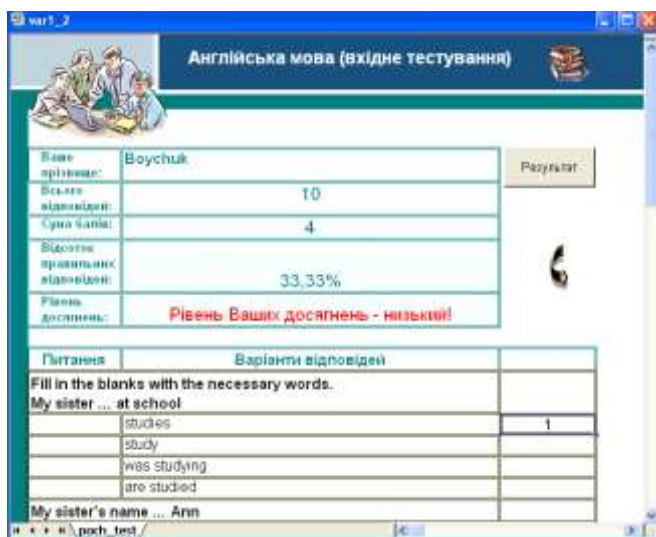 var1_2
Англійська мова (вхідне тестування)
Ваше
прізвище:
Boychuk
Результат
Всього
відповідей:
10
Сума балів:
4
Відсоток
правильних
відповідей:
33,33%
Рівень
досягнень:
Рівень Ваших досягнень - низький!
Питання
Варіанти відповідей
Fill in the blanks with the necessary words.
My sister ... at school
studies
1
study
was studying
are studied
My sister's name ... Ann
poch_test